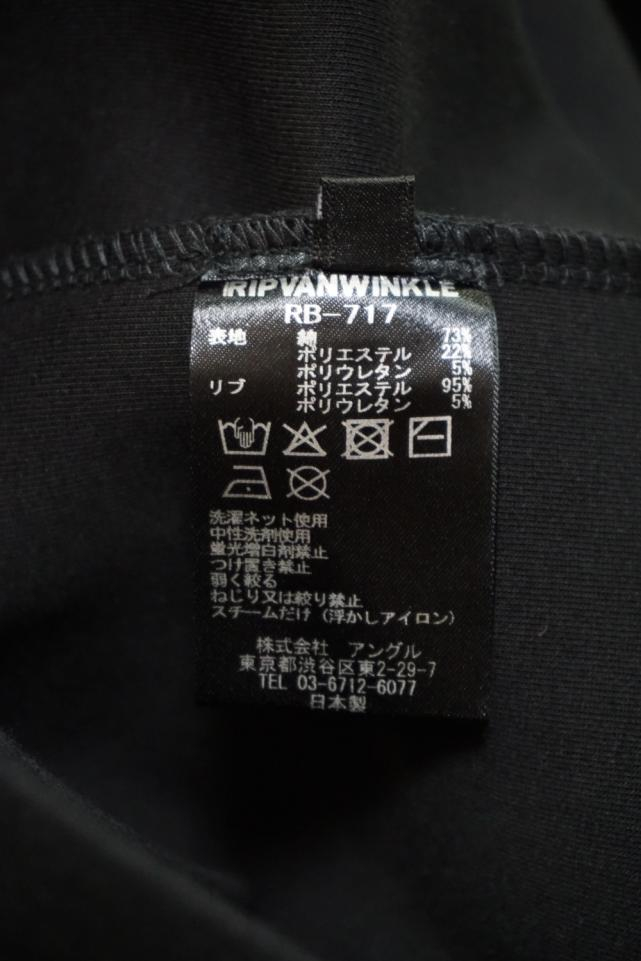 RIPVANWINKLE
RB-717
表地 綿 73%
ポリエステル 22%
ポリウレタン 5%
リブ ポリエステル 95%
ポリウレタン 5%
洗濯ネット使用
中性洗剤使用
蛍光増白剤禁止
つけ置き禁止
弱く絞る
ねじり又は絞り禁止
スチームだけ（浮かしアイロン）
株式会社 アングル
東京都渋谷区東2-29-7
TEL 03-6712-6077
日本製